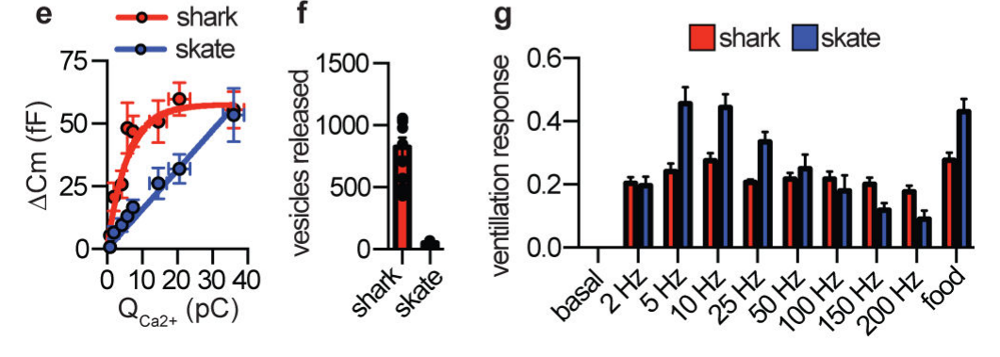 e
shark
skate
75
50
25
0
ΔCm (fF)
0 10 20 30 40
QCa2+ (pC)
f
1500
1000
500
0
vesicles released
shark
skate
g
shark skate
0.6
0.4
0.2
0.0
ventillation response
basal
2 Hz
5 Hz
10 Hz
25 Hz
50 Hz
100 Hz
150 Hz
200 Hz
food